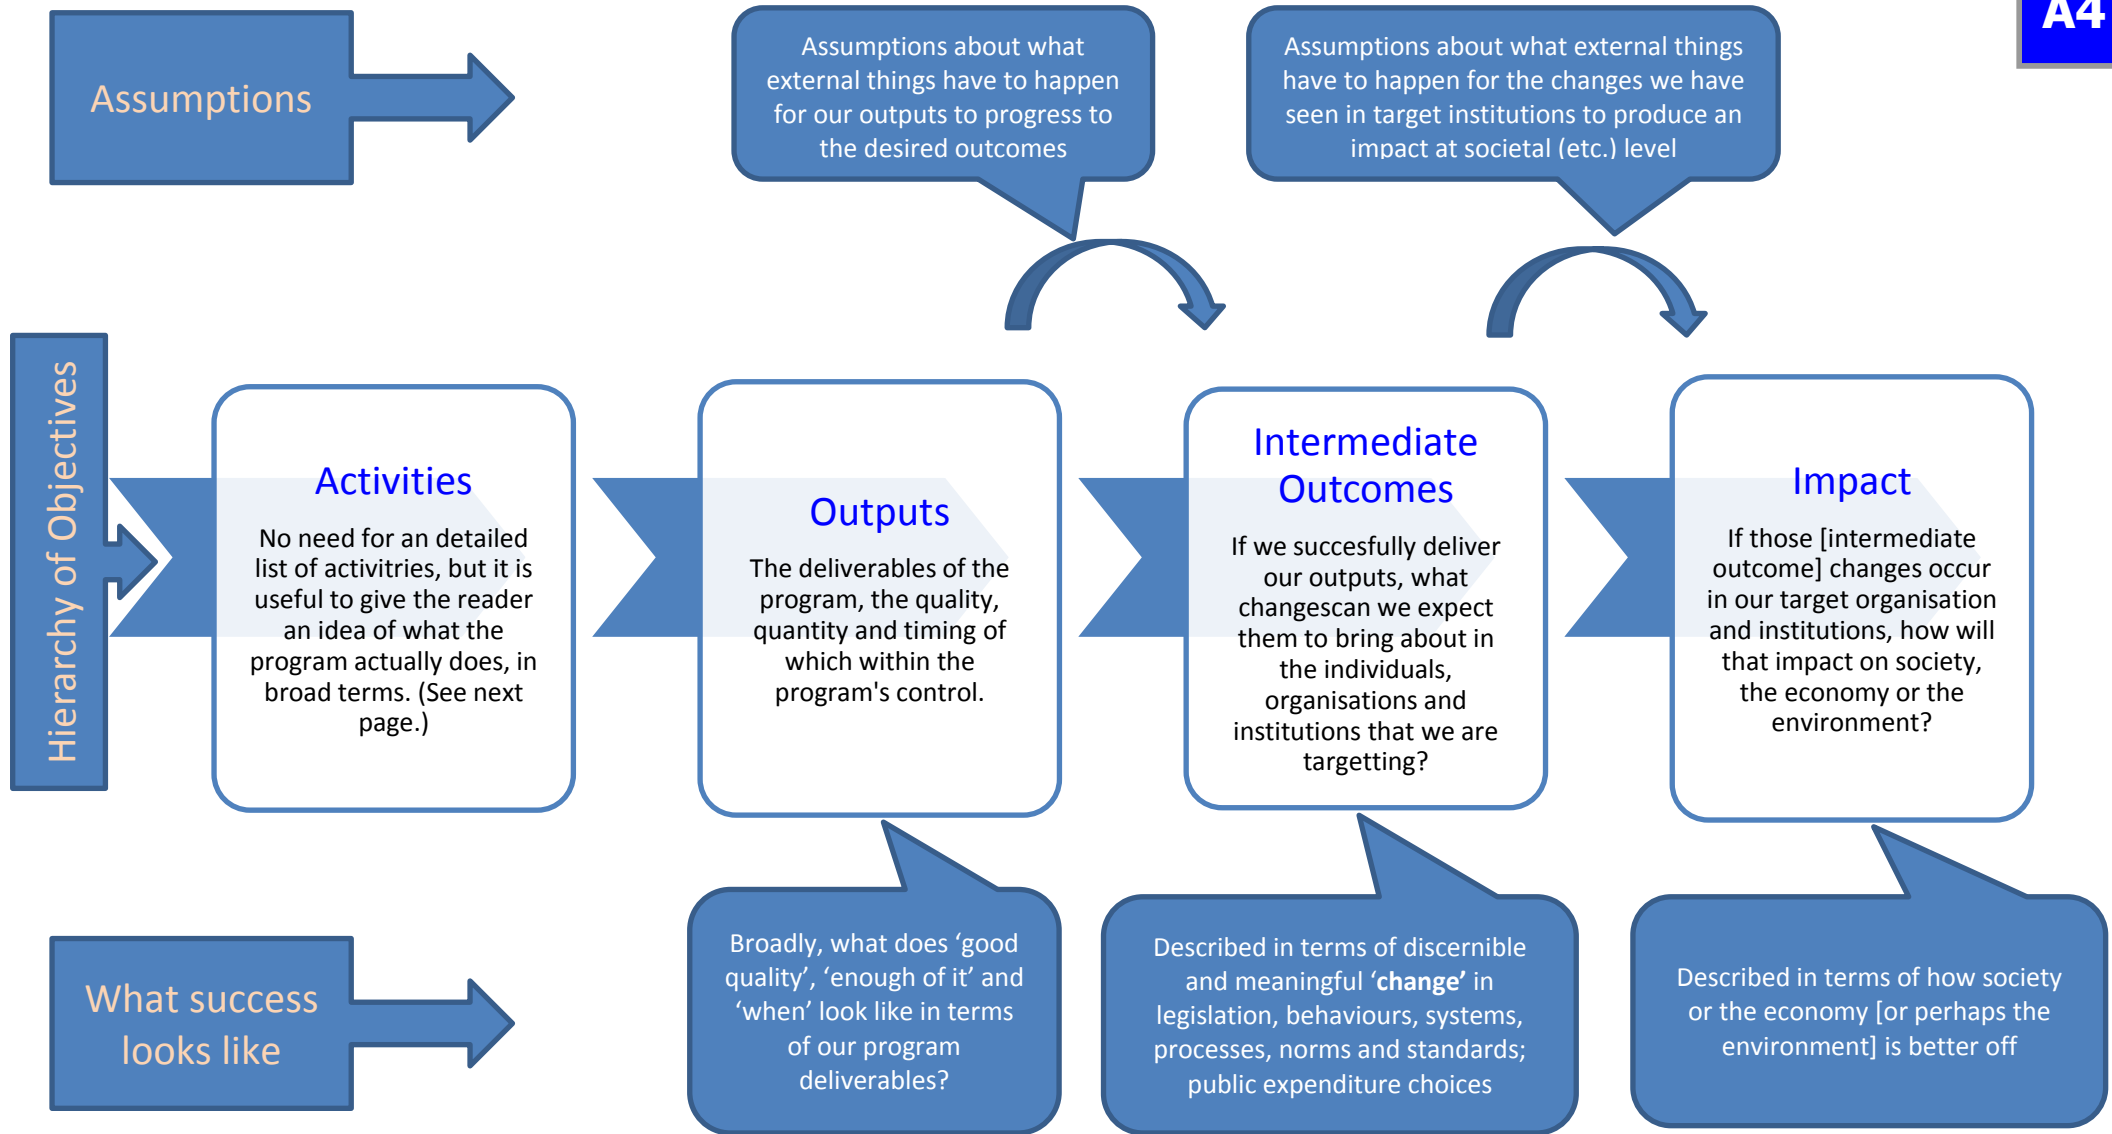 A4
Assumptions
Assumptions about what
external things have to happen
for our outputs to progress to
the desired outcomes
Assumptions about what external things
have to happen for the changes we have
seen in target institutions to produce an
impact at societal (etc.) level
Hierarchy of Objectives
Activities
No need for an detailed
list of activitries, but it is
useful to give the reader
an idea of what the
program actually does, in
broad terms. (See next
page.)
Outputs
The deliverables of the
program, the quality,
quantity and timing of
which within the
program's control.
Intermediate
Outcomes
If we succesfully deliver
our outputs, what
changescan we expect
them to bring about in
the individuals,
organisations and
institutions that we are
targetting?
Impact
If those [intermediate
outcome] changes occur
in our target organisation
and institutions, how will
that impact on society,
the economy or the
environment?
What success
looks like
Broadly, what does ‘good
quality’, ‘enough of it’ and
‘when’ look like in terms
of our program
deliverables?
Described in terms of discernible
and meaningful ‘change’ in
legislation, behaviours, systems,
processes, norms and standards;
public expenditure choices
Described in terms of how society
or the economy [or perhaps the
environment] is better off